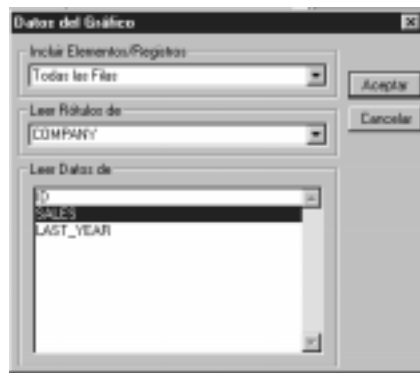 Datos del Gráfico
Incluir Elementos/Registros
Todas las Filas
Aceptar
Leer Rótulos de
COMPANY
Cancelar
Leer Datos de
ID
SALES
LAST_YEAR